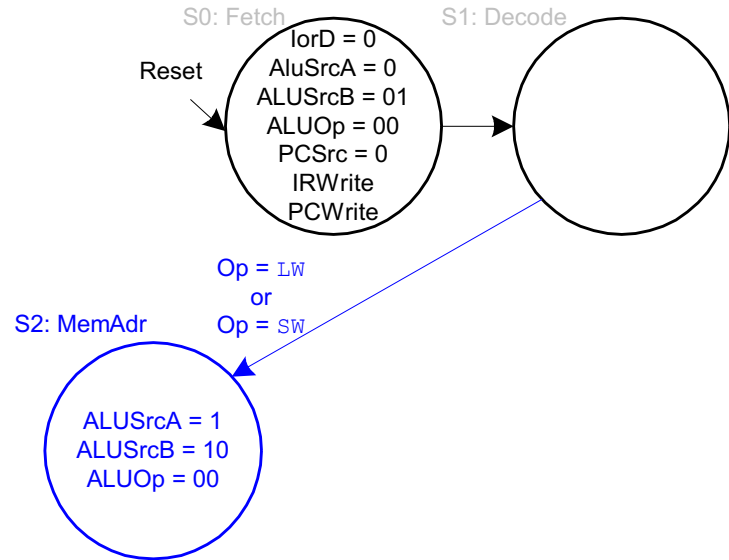 S0: Fetch
S1: Decode
Reset
IorD = 0
AluSrcA = 0
ALUSrcB = 01
ALUOp = 00
PCSrc = 0
IRWrite
PCWrite
Op = LW
or
Op = SW
S2: MemAdr
ALUSrcA = 1
ALUSrcB = 10
ALUOp = 00